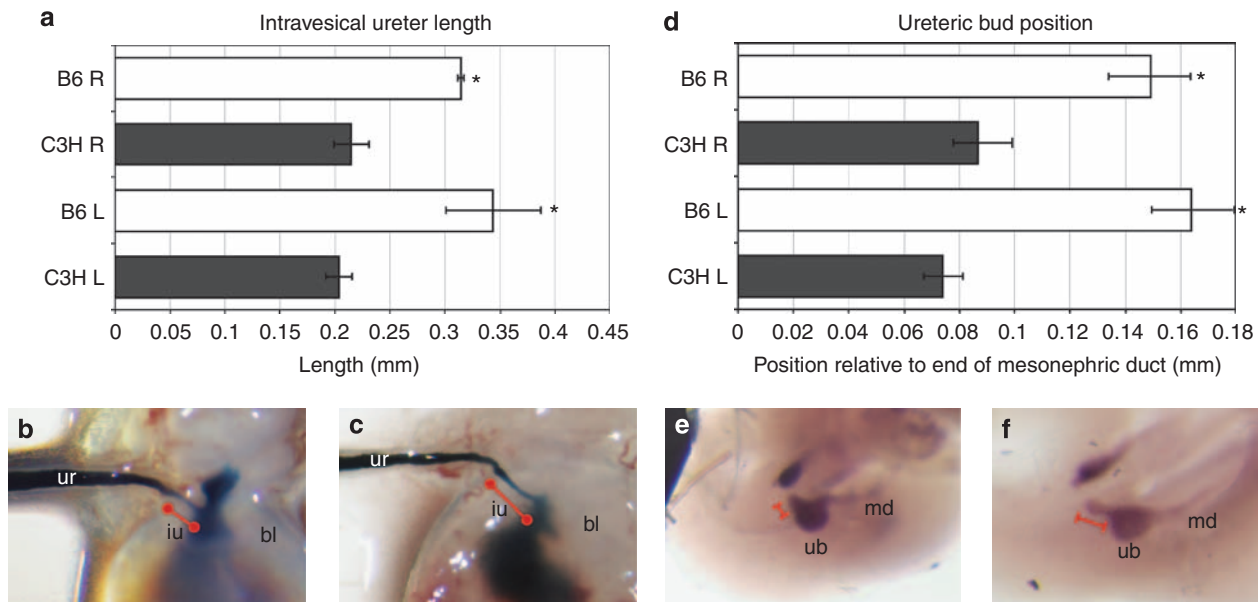 a
Intravesical ureter length
B6 R
*
C3H R
B6 L
*
C3H L
0 0.05 0.1 0.15 0.2 0.25 0.3 0.35 0.4 0.45
Length (mm)
d
Ureteric bud position
B6 R
*
C3H R
B6 L
*
C3H L
0 0.02 0.04 0.06 0.08 0.1 0.12 0.14 0.16 0.18
Position relative to end of mesonephric duct (mm)
b
ur
iu
bl
c
ur
iu
bl
e
md
ub
f
md
ub